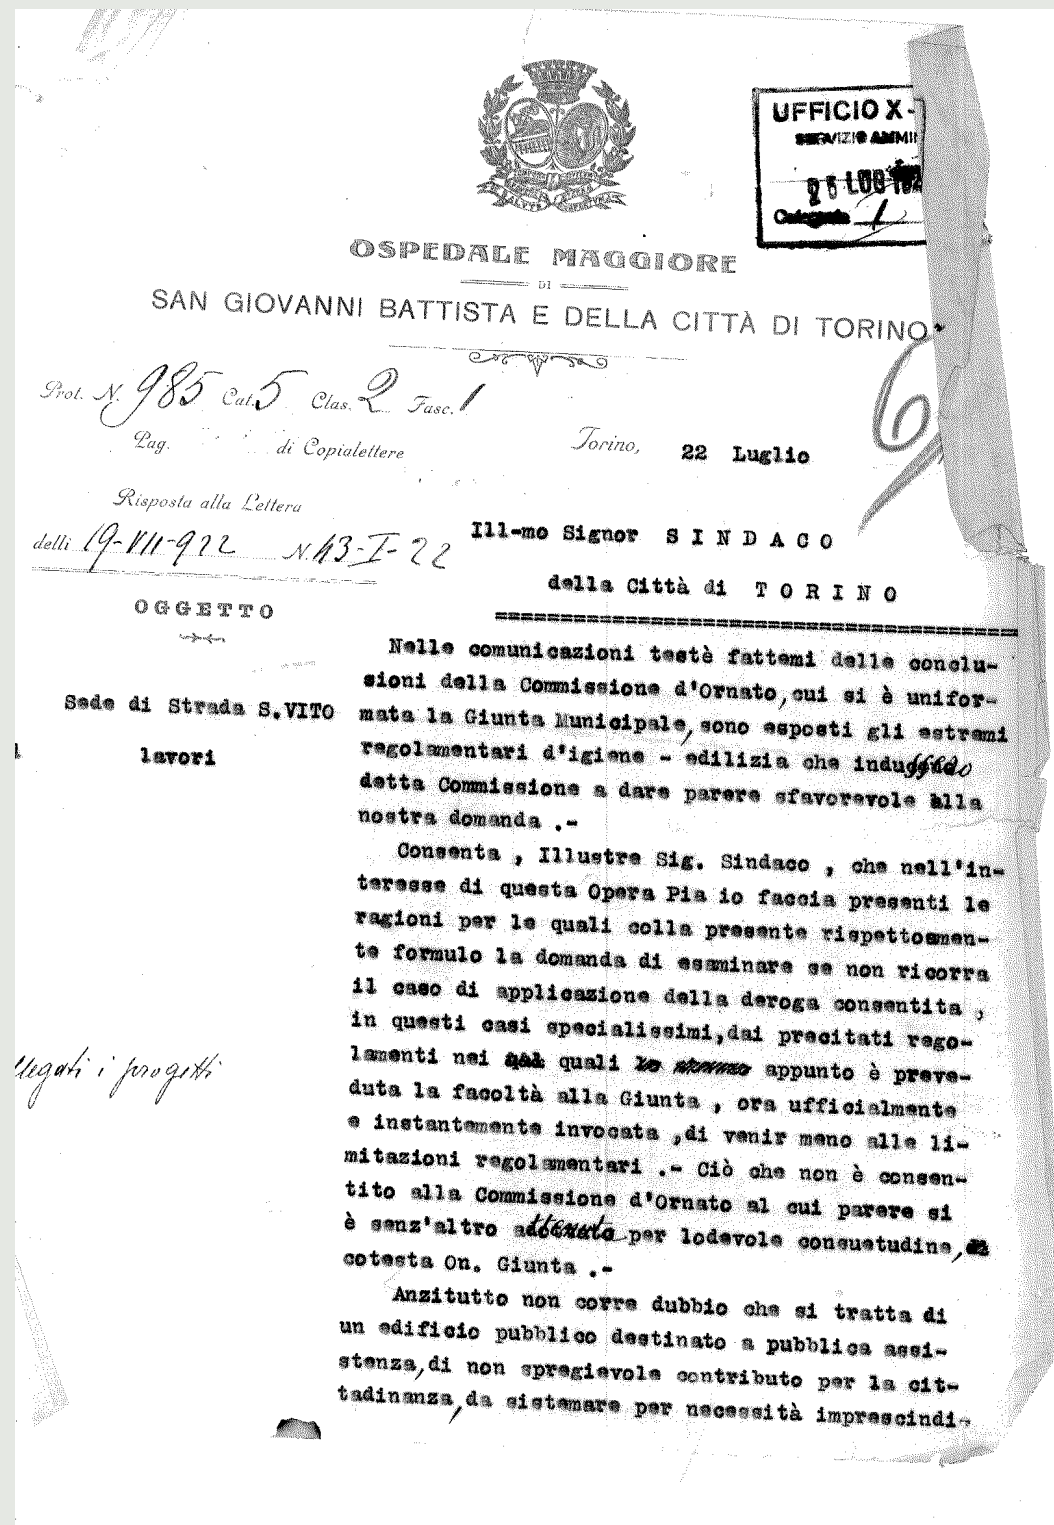 UFFICIO X -
SERVIZIO AMMI
26 LUG 192
Categoria 1
OSPEDALE MAGGIORE
DI
SAN GIOVANNI BATTISTA E DELLA CITTÀ DI TORINO
6
Prot. N. 985 Cat. 5 Clas. 2 Fasc. 1
Pag. di Copialettere
Torino, 22 Luglio
Risposta alla Lettera
delli 19-VII-922 N. 43-I-22
Ill-mo Signor S I N D A C O
della Città di T O R I N O
OGGETTO
Sede di Strada S.VITO
lavori
llegati i progetti
Nelle comunicazioni testè fattemi delle conclu-
sioni della Commissione d'Ornato, cui si è unifor-
mata la Giunta Municipale, sono esposti gli estremi
regolamentari d'igiene - edilizia che indussero
detta Commissione a dare parere sfavorevole alla
nostra domanda .-
Consenta , Illustre Sig. Sindaco , che nell'in-
teresse di questa Opera Pia io faccia presenti le
ragioni per le quali colla presente rispettosamen-
te formulo la domanda di esaminare se non ricorra
il caso di applicazione della deroga consentita ,
in questi casi specialissimi,dai precitati rego-
lamenti nei quali appunto è preve-
duta la facoltà alla Giunta , ora ufficialmente
e instantemente invocata ,di venir meno alle li-
mitazioni regolamentari .- Ciò che non è consen-
tito alla Commissione d'Ornato al cui parere si
è senz'altro attenuta per lodevole consuetudine,
cotesta On. Giunta .-
Anzitutto non corre dubbio che si tratta di
un edificio pubblico destinato a pubblica assi-
stenza, di non spregievole contributo per la cit-
tadinanza, da sistemare per necessità imprescindi-